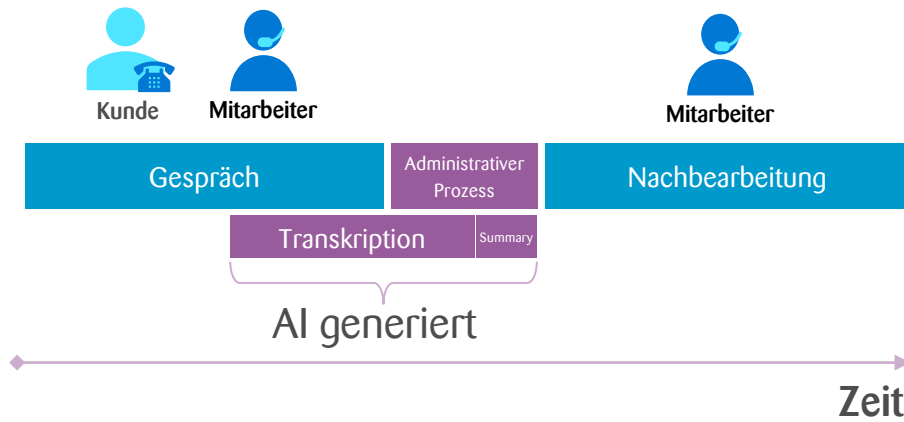 Kunde
Mitarbeiter
Mitarbeiter
Gespräch
Administrativer
Prozess
Nachbearbeitung
Transkription
Summary
AI generiert
Zeit